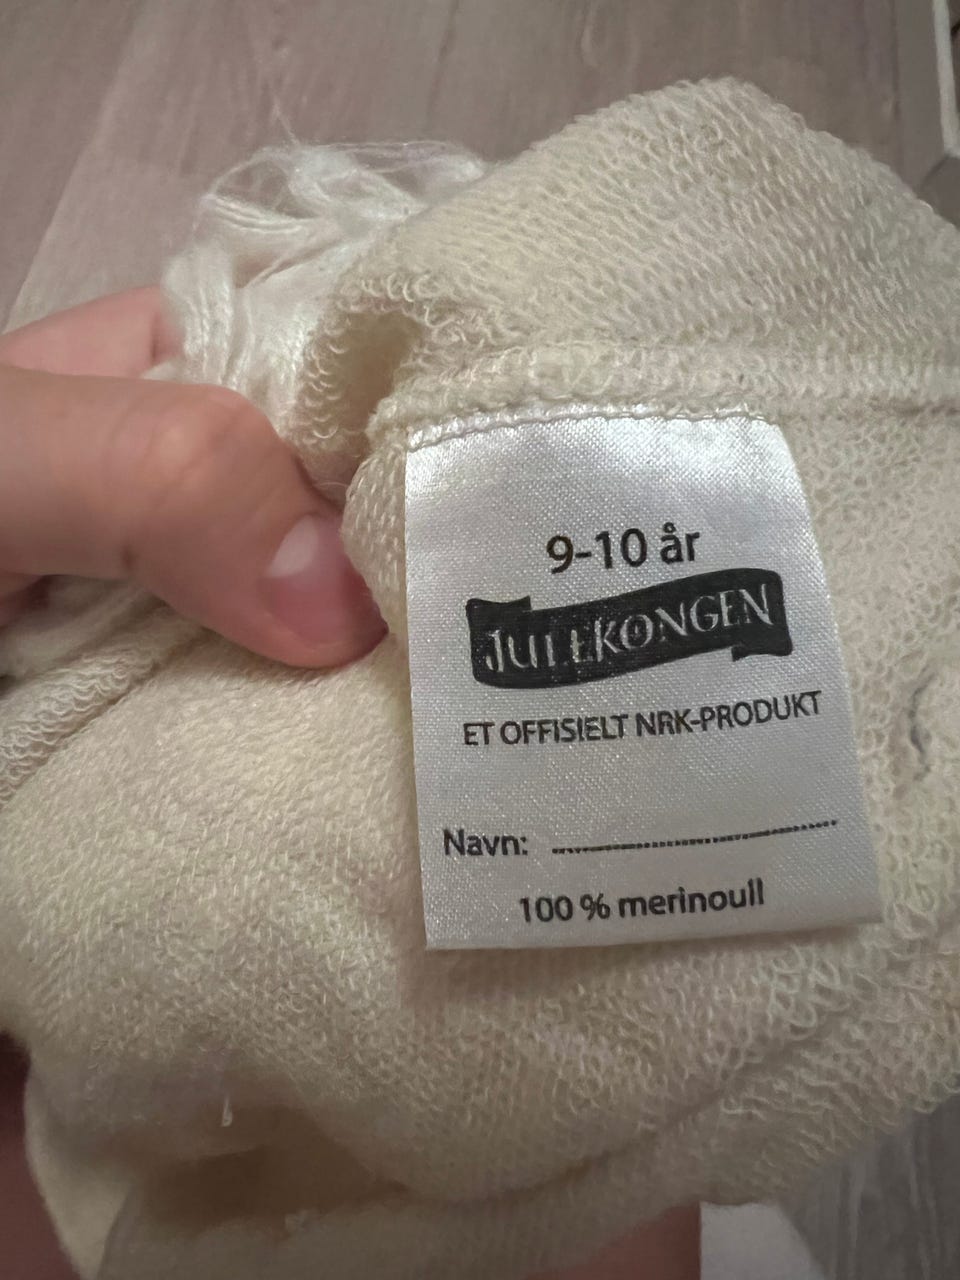 9-10 år
JULEKONGEN
ET OFFISIELT NRK-PRODUKT
Navn: ........................................
100 % merinoull